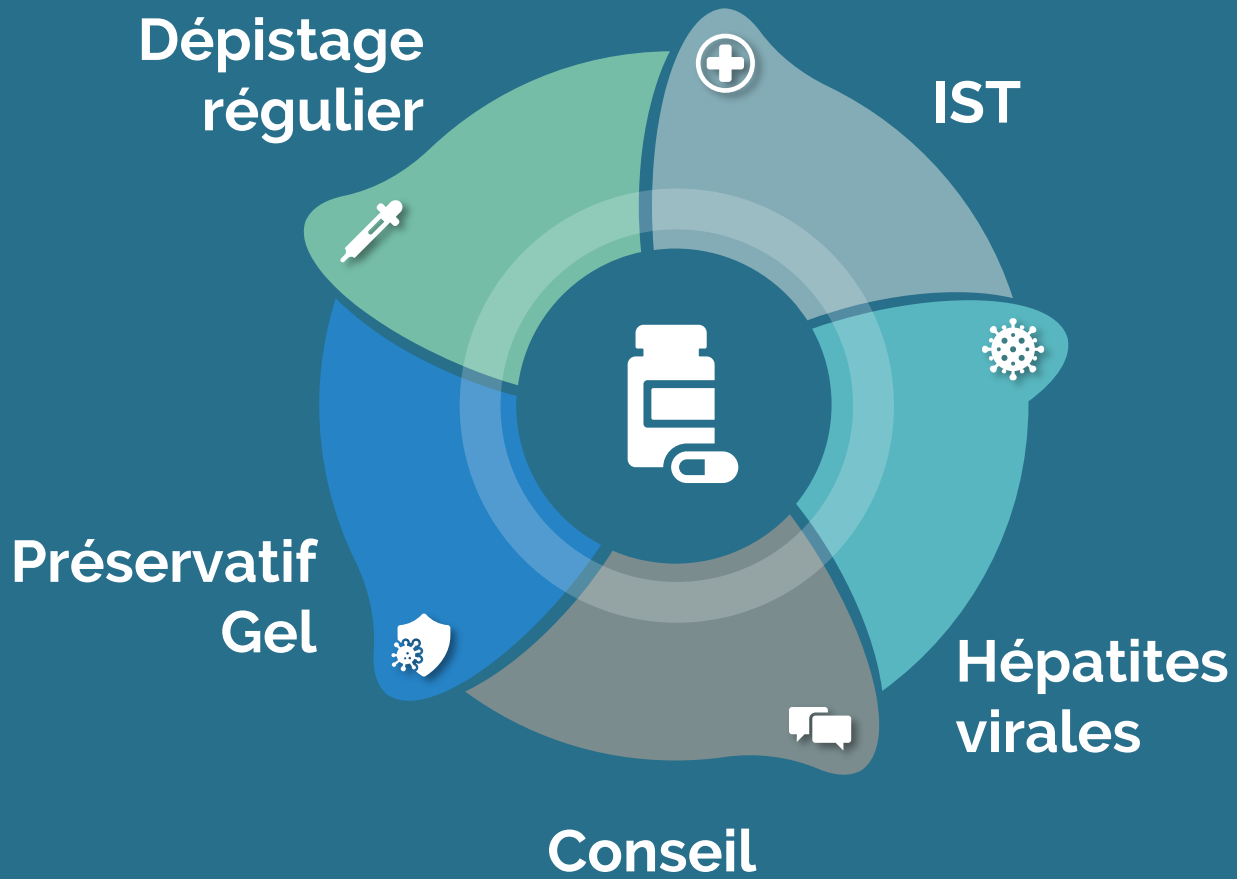 Dépistage
régulier
IST
Préservatif
Gel
Hépatites
virales
Conseil